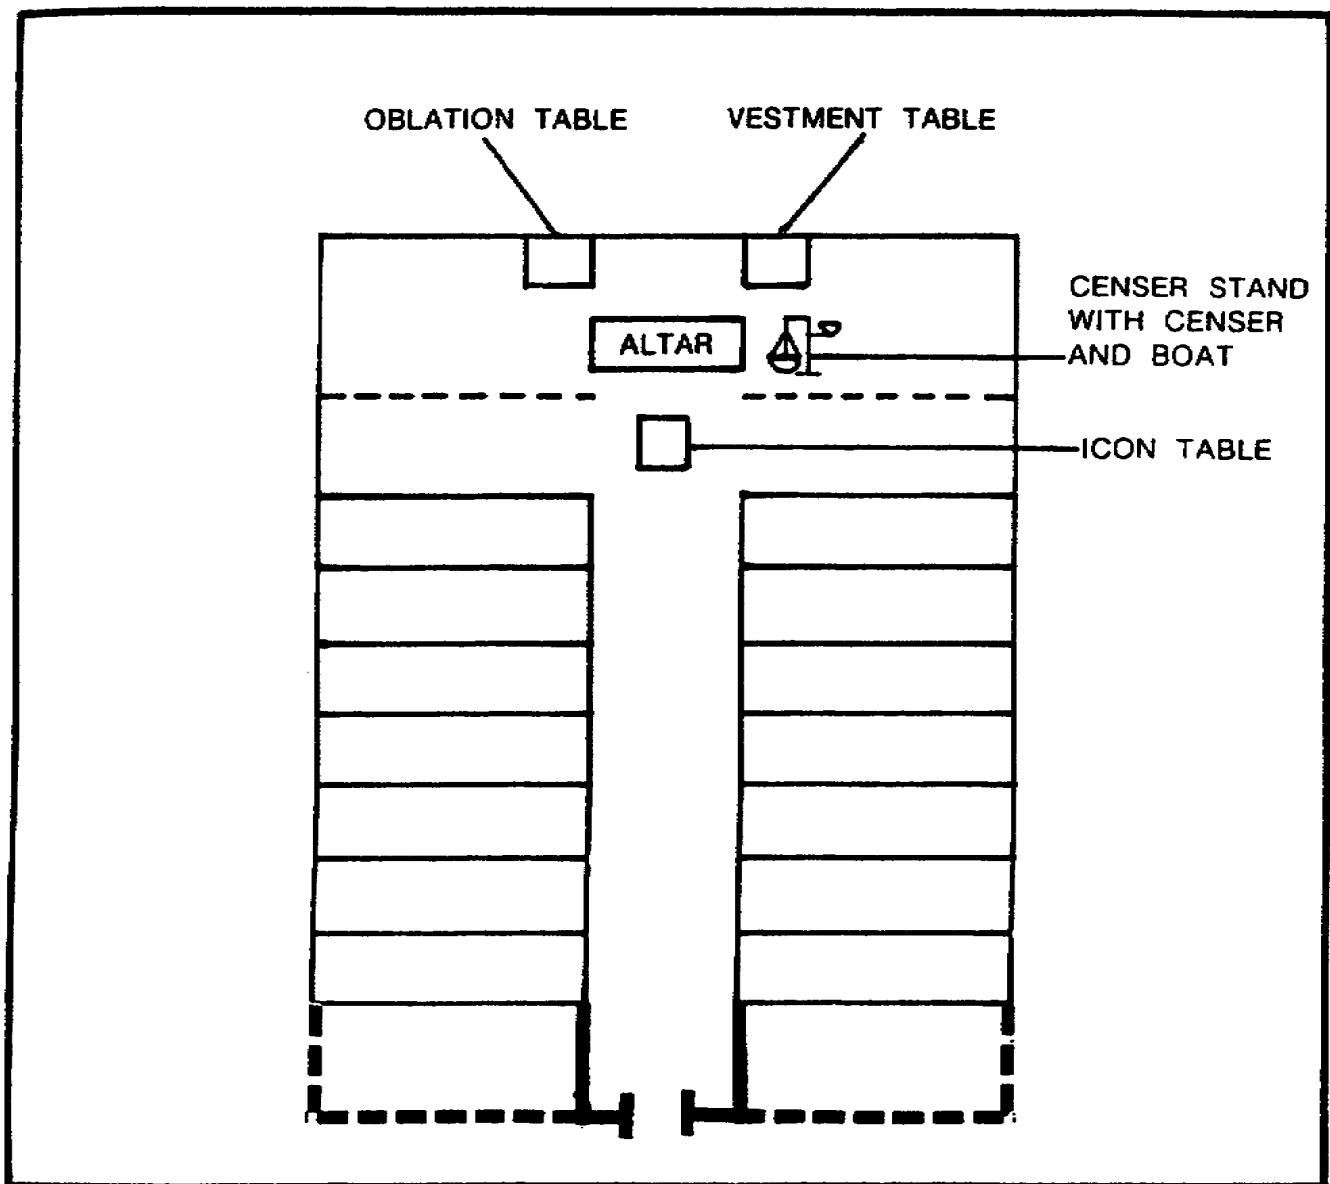 OBLATION TABLE
VESTMENT TABLE
CENSER STAND
WITH CENSER
AND BOAT
ALTAR
ICON TABLE